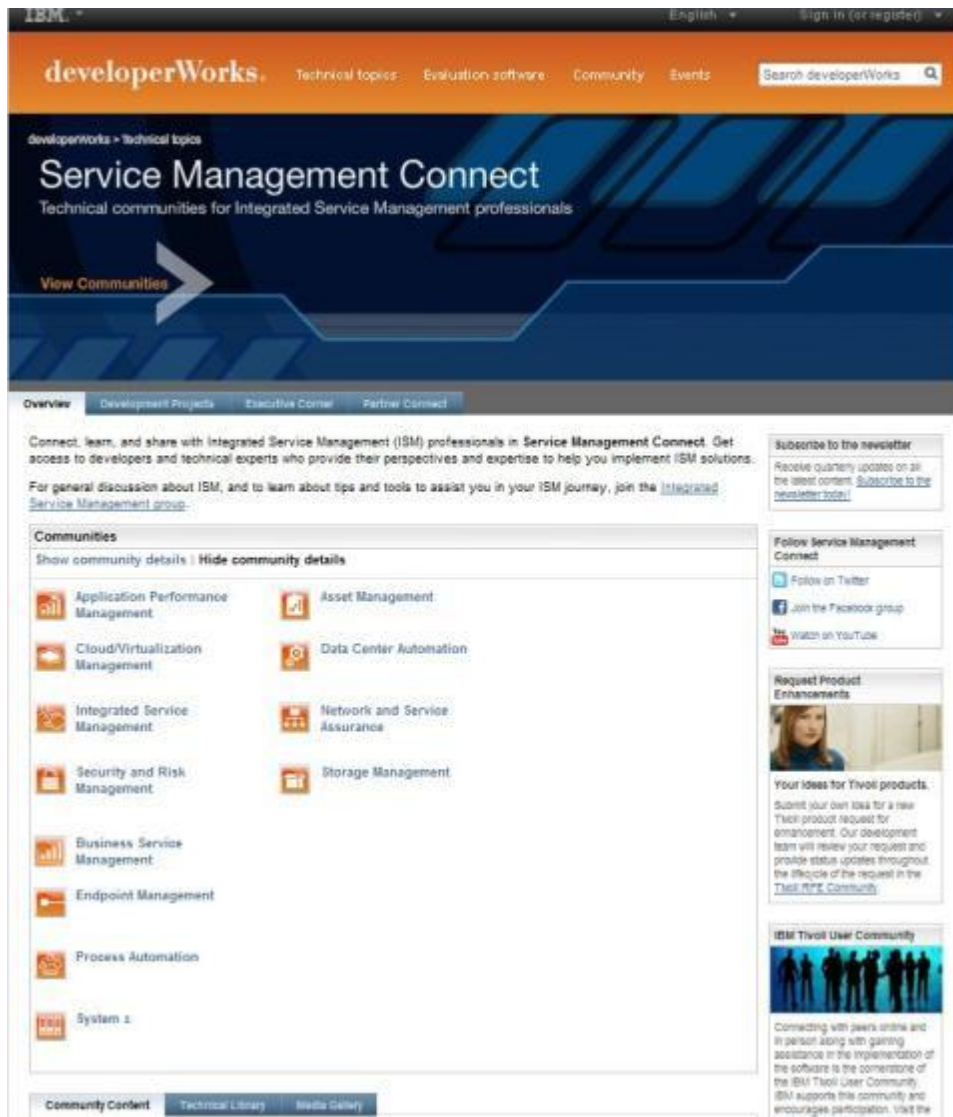 IBM.
English
Sign in (or register)
developerWorks.
Technical topics
Evaluation software
Community
Events
Search developerWorks
developerWorks > Technical topics
Service Management Connect
Technical communities for Integrated Service Management professionals
View Communities
Overview
Development Projects
Executive Corner
Partner Connect
Connect, learn, and share with Integrated Service Management (ISM) professionals in Service Management Connect. Get
access to developers and technical experts who provide their perspectives and expertise to help you implement ISM solutions.
For general discussion about ISM, and to learn about tips and tools to assist you in your ISM journey, join the Integrated
Service Management group.
Communities
Show community details | Hide community details
Application Performance
Management
Asset Management
Cloud/Virtualization
Management
Data Center Automation
Integrated Service
Management
Network and Service
Assurance
Security and Risk
Management
Storage Management
Business Service
Management
Endpoint Management
Process Automation
System z
Community Content
Technical Library
Media Gallery
Subscribe to the newsletter
Receive quarterly updates on all
the latest content. Subscribe to the
newsletter today!
Follow Service Management
Connect
Follow on Twitter
Join the Facebook group
You
Tube
Watch on YouTube
Request Product
Enhancements
Your ideas for Tivoli products.
Submit your own idea for a new
Tivoli product request for
enhancement. Our development
team will review your request and
provide status updates throughout
the lifecycle of the request in the
Tivoli RFE Community
IBM Tivoli User Community
Connecting with peers online and
in person along with gaining
assistance in the implementation of
the software is the cornerstone of
the IBM Tivoli User Community.
IBM supports this community and
encourages participation. Visit the